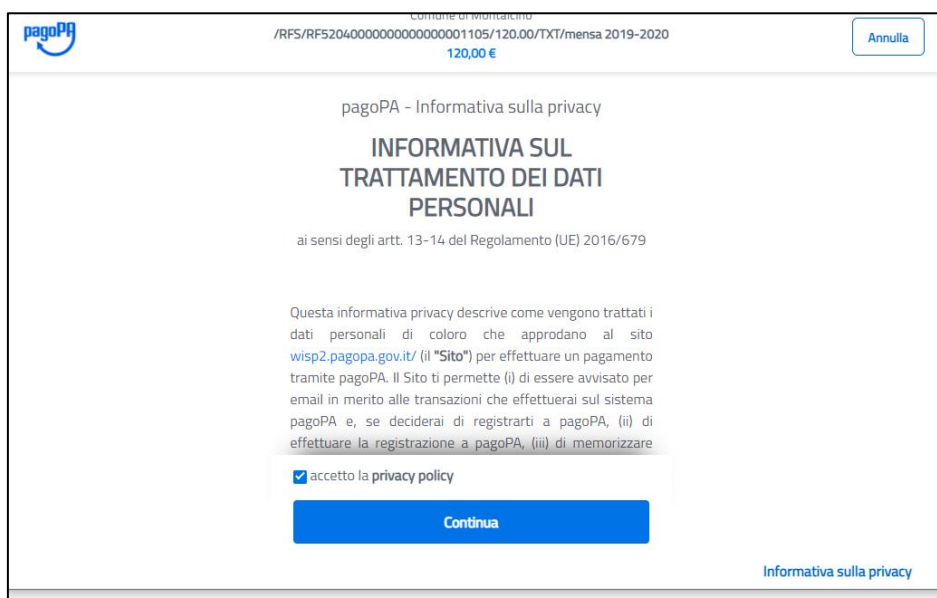 pagoPA
Comune di Montalcino
/RFS/RF52040000000000000001105/120.00/TXT/mensa 2019-2020
120,00 €
Annulla
pagoPA - Informativa sulla privacy
INFORMATIVA SUL
TRATTAMENTO DEI DATI
PERSONALI
ai sensi degli artt. 13-14 del Regolamento (UE) 2016/679
Questa informativa privacy descrive come vengono trattati i
dati personali di coloro che approdano al sito
wisp2.pagopa.gov.it/ (il "Sito") per effettuare un pagamento
tramite pagoPA. Il Sito ti permette (i) di essere avvisato per
email in merito alle transazioni che effettuerai sul sistema
pagoPA e, se deciderai di registrarti a pagoPA, (ii) di
effettuare la registrazione a pagoPA, (iii) di memorizzare
accetto la privacy policy
Continua
Informativa sulla privacy